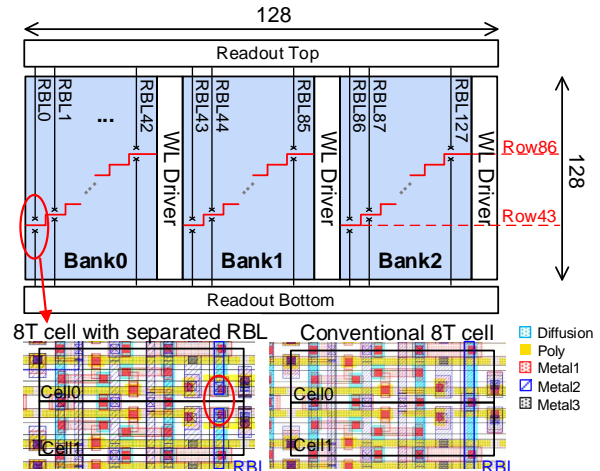 128
Readout Top
RBL0
RBL1
...
RBL42
RBL43
RBL44
RBL85
RBL86
RBL87
RBL127
WL Driver
WL Driver
WL Driver
Row86
128
Row43
Bank0
Bank1
Bank2
Readout Bottom
8T cell with separated RBL
Conventional 8T cell
Cell0
Cell1
RBL
Cell0
Cell1
RBL
Diffusion
Poly
Metal1
Metal2
Metal3